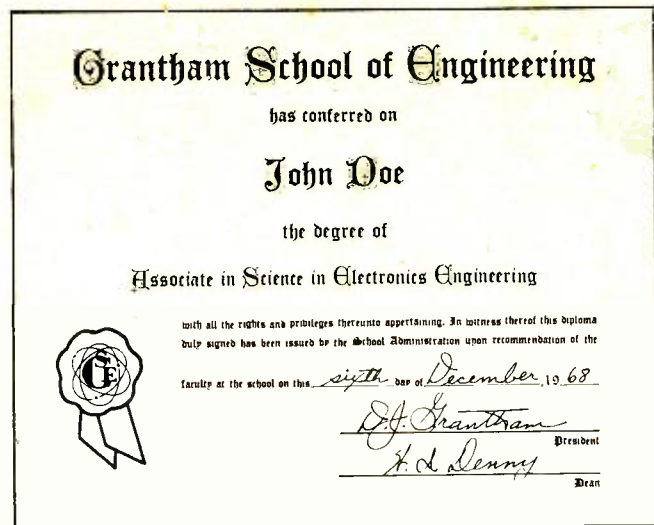 Grantham School of Engineering
has conferred on
John Doe
the degree of
Associate in Science in Electronics Engineering
with all the rights and privileges thereunto appertaining. In witness thereof this diploma
duly signed has been issued by the School Administration upon recommendation of the
faculty at the school on this sixth day of December, 1968
D.J. Grantham
President
H. L. Denny
Dean
GSE